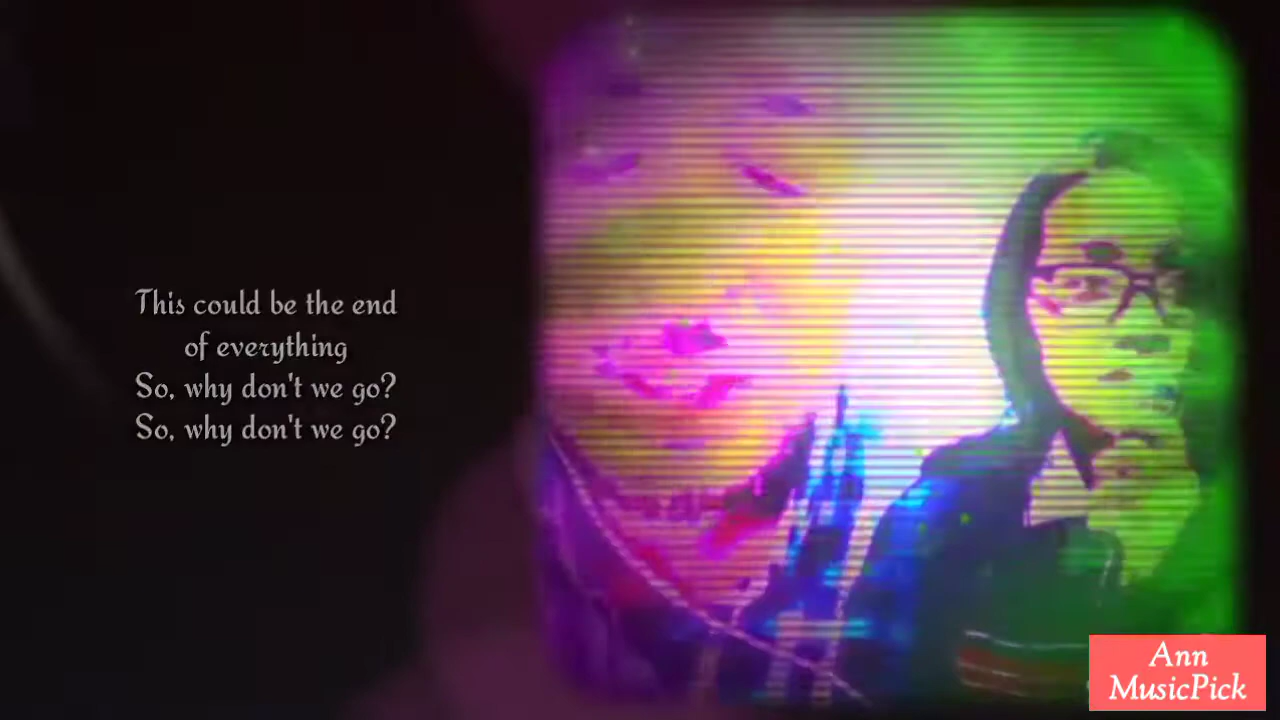 This could be the end
of everything
So, why don't we go?
So, why don't we go?
Ann
MusicPick